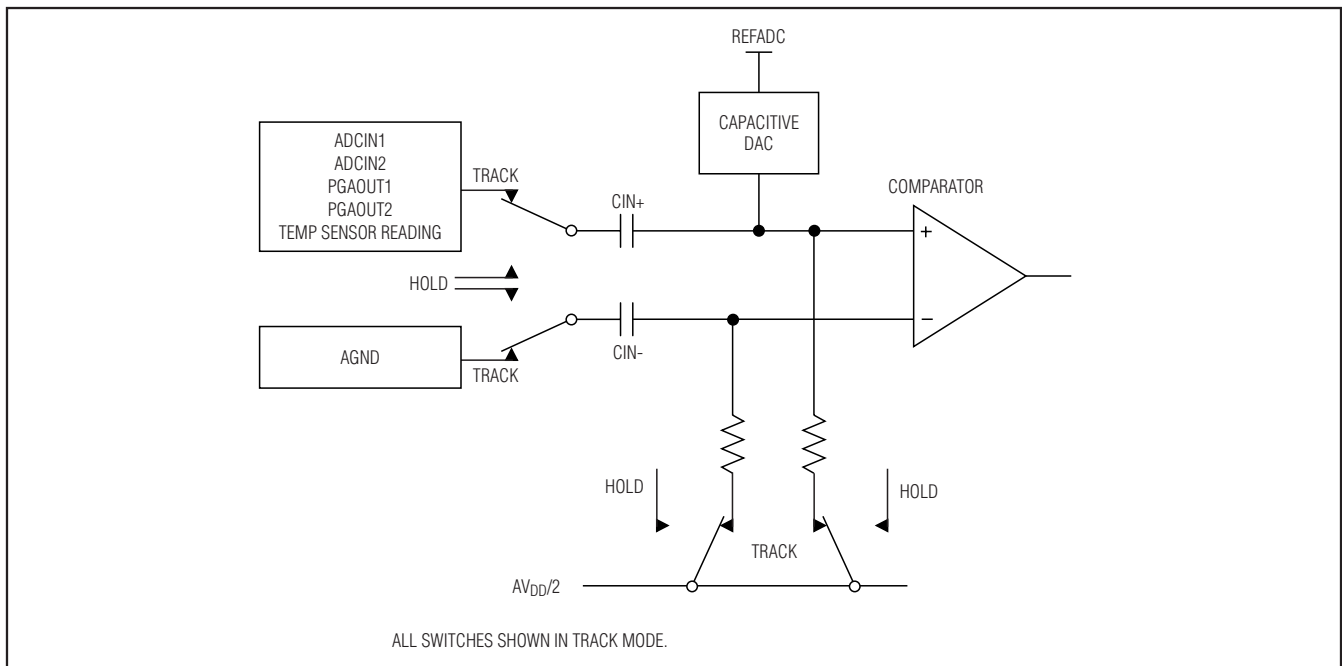 REFADC
CAPACITIVE
DAC
ADCIN1
ADCIN2
PGAOUT1
PGAOUT2
TEMP SENSOR READING
TRACK
CIN+
COMPARATOR
+
HOLD
−
AGND
TRACK
CIN-
HOLD
HOLD
TRACK
AVDD/2
ALL SWITCHES SHOWN IN TRACK MODE.